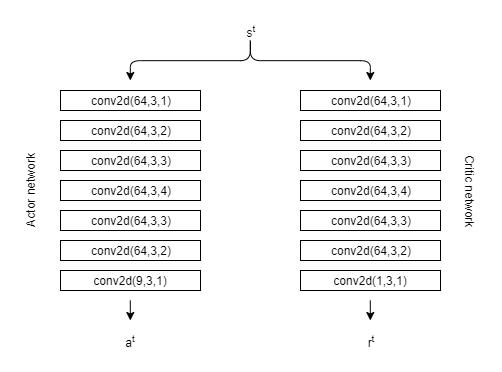 s^t
conv2d(64,3,1) conv2d(64,3,1)
conv2d(64,3,2) conv2d(64,3,2)
conv2d(64,3,3) conv2d(64,3,3)
conv2d(64,3,4) conv2d(64,3,4)
conv2d(64,3,3) conv2d(64,3,3)
conv2d(64,3,2) conv2d(64,3,2)
conv2d(9,3,1) conv2d(1,3,1)
Actor network
Critic network
a^t r^t